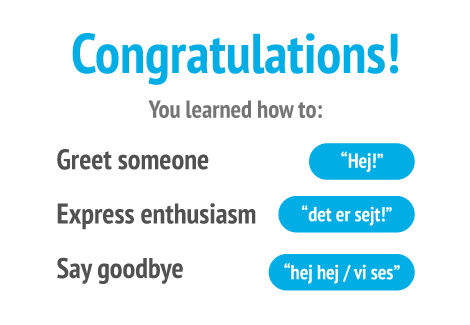 Congratulations!
You learned how to:
Greet someone “Hej!”
Express enthusiasm “det er sejt!”
Say goodbye “hej hej / vi ses”